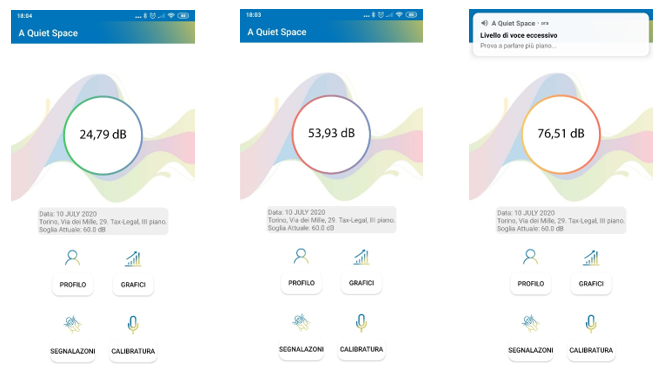 18:04
80
A Quiet Space
24,79 dB
Data: 10 JULY 2020
Torino, Via dei Mille, 29. Tax-Legal, III piano.
Soglia Attuale: 60.0 dB
PROFILO
GRAFICI
SEGNALAZONI
CALIBRATURA
18:03
80
A Quiet Space
53,93 dB
Data: 10 JULY 2020
Torino, Via dei Mille, 29. Tax-Legal, III piano.
Soglia Attuale: 60.0 dB
PROFILO
GRAFICI
SEGNALAZONI
CALIBRATURA
A Quiet Space · ora
Livello di voce eccessivo
Prova a parlare più piano...
76,51 dB
Data: 10 JULY 2020
Torino, Via dei Mille, 29. Tax-Legal, III piano.
Soglia Attuale: 60.0 dB
PROFILO
GRAFICI
SEGNALAZONI
CALIBRATURA